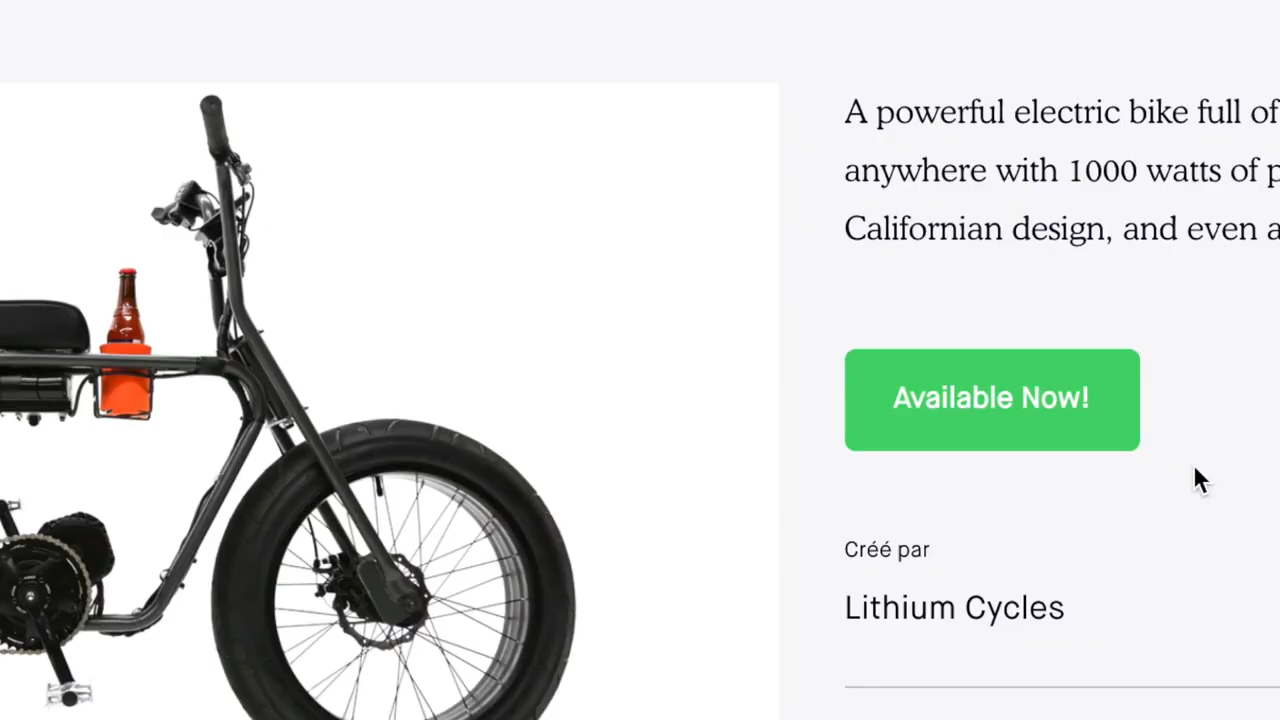 A powerful electric bike full of
anywhere with 1000 watts of
Californian design, and even
Available Now!
Créé par
Lithium Cycles